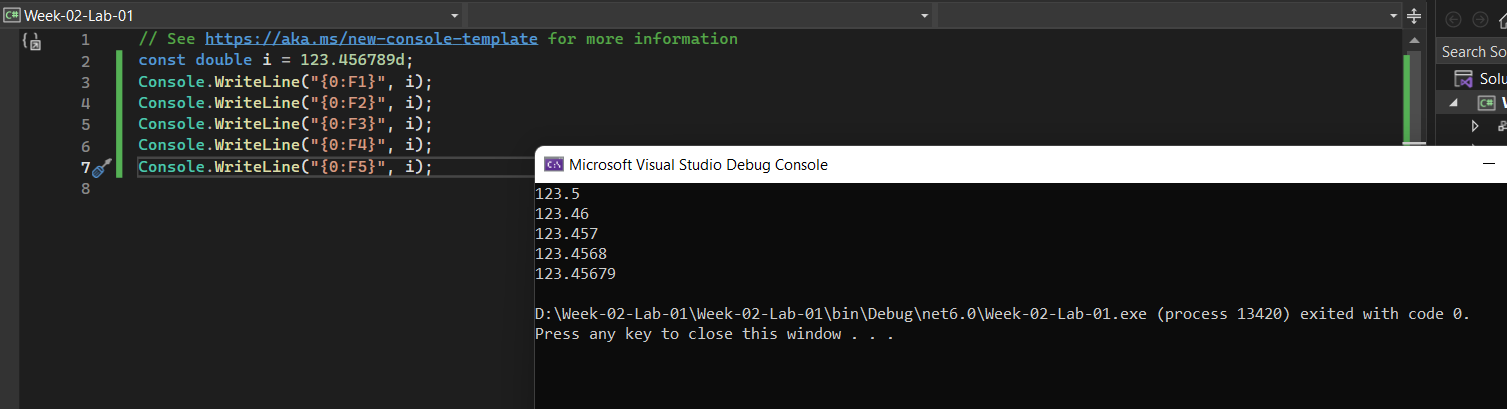 C# Week-02-Lab-01
Search So
Solu
C#
1 // See https://aka.ms/new-console-template for more information
2 const double i = 123.456789d;
3 Console.WriteLine("{0:F1}", i);
4 Console.WriteLine("{0:F2}", i);
5 Console.WriteLine("{0:F3}", i);
6 Console.WriteLine("{0:F4}", i);
7 Console.WriteLine("{0:F5}", i);
8
C:\ Microsoft Visual Studio Debug Console
123.5
123.46
123.457
123.4568
123.45679
D:\Week-02-Lab-01\Week-02-Lab-01\bin\Debug\net6.0\Week-02-Lab-01.exe (process 13420) exited with code 0.
Press any key to close this window . . .